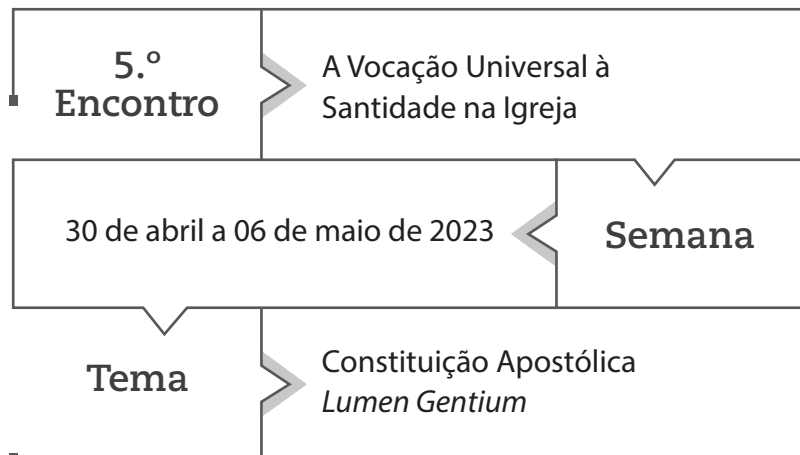 5.º
Encontro
A Vocação Universal à
Santidade na Igreja
30 de abril a 06 de maio de 2023
Semana
Tema
Constituição Apostólica
Lumen Gentium